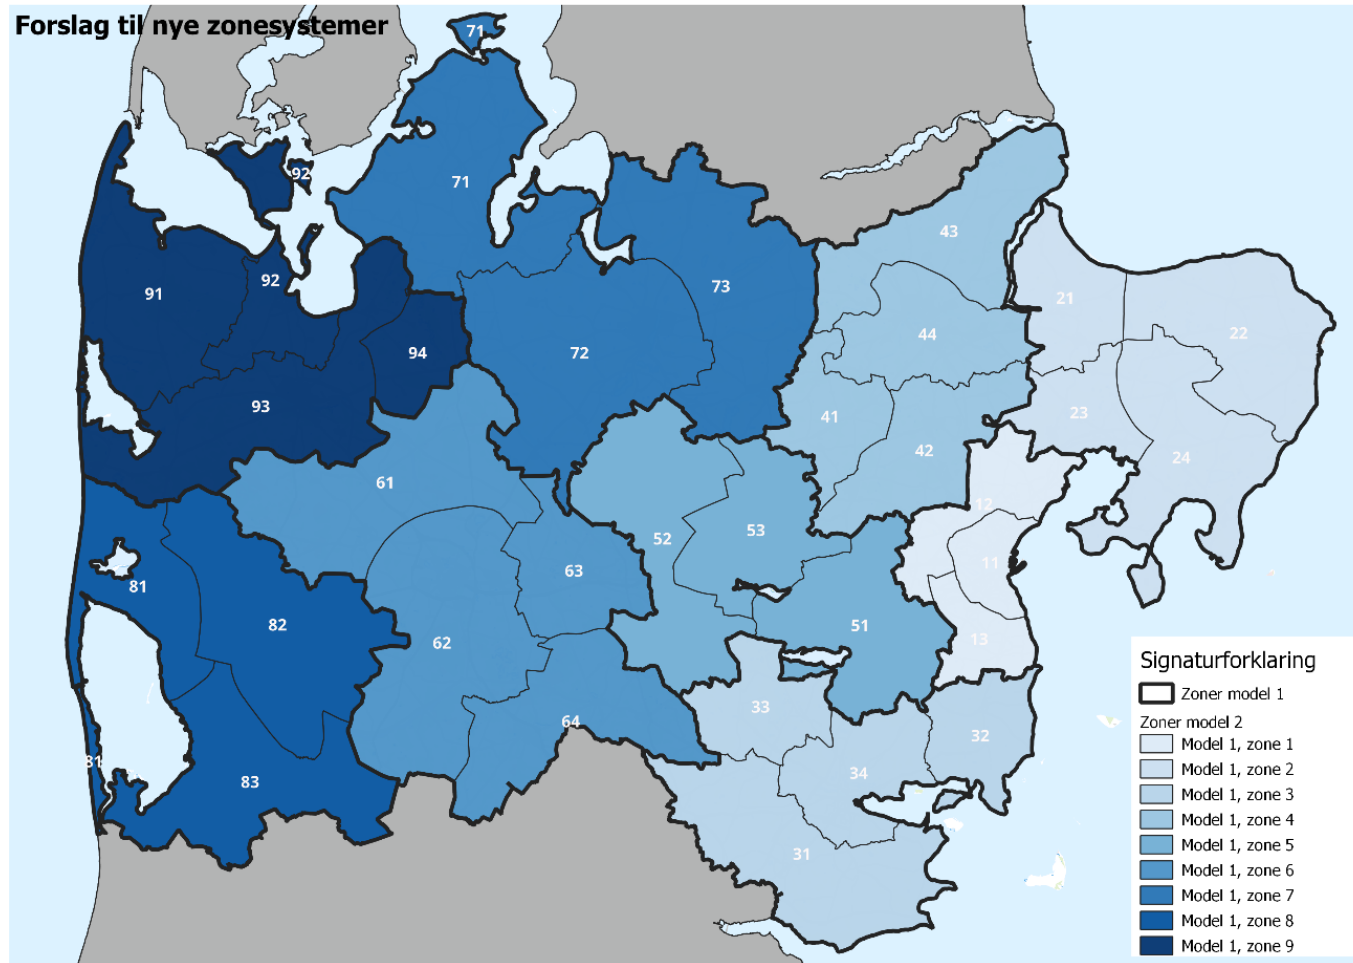 Forslag til nye zonesystemer
71
71
92
43
91
92
73
21
22
44
72
94
93
41
23
42
24
61
12
52
53
63
11
81
82
62
51
13
33
64
32
81
83
34
31
Signaturforklaring
Zoner model 1
Zoner model 2
Model 1, zone 1
Model 1, zone 2
Model 1, zone 3
Model 1, zone 4
Model 1, zone 5
Model 1, zone 6
Model 1, zone 7
Model 1, zone 8
Model 1, zone 9